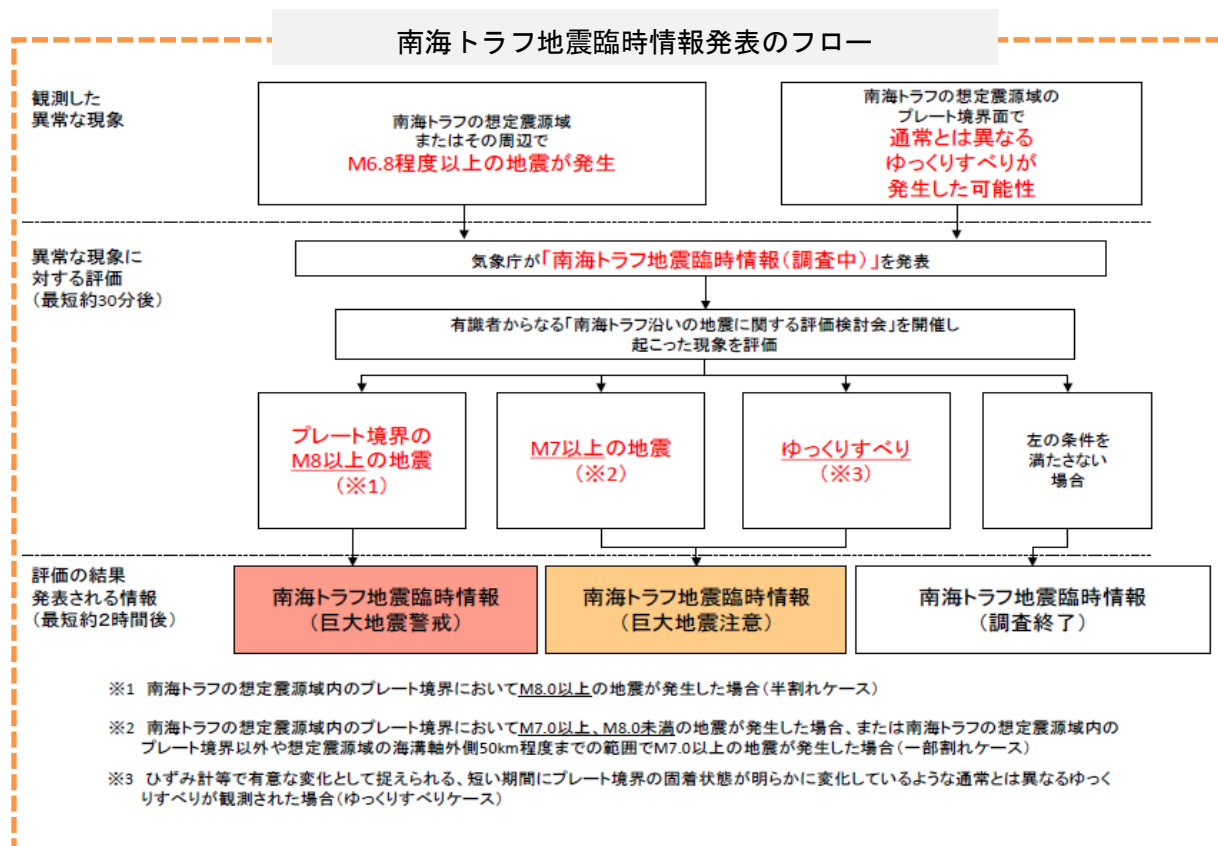 南海トラフ地震臨時情報発表のフロー
観測した
異常な現象
南海トラフの想定震源域
またはその周辺で
M6.8程度以上の地震が発生
南海トラフの想定震源域の
プレート境界面で
通常とは異なる
ゆっくりすべりが
発生した可能性
異常な現象に
対する評価
(最短約30分後)
気象庁が「南海トラフ地震臨時情報(調査中)」を発表
有識者からなる「南海トラフ沿いの地震に関する評価検討会」を開催し
起こった現象を評価
プレート境界の
M8以上の地震
(※1)
M7以上の地震
(※2)
ゆっくりすべり
(※3)
左の条件を
満たさない
場合
評価の結果
発表される情報
(最短約2時間後)
南海トラフ地震臨時情報
(巨大地震警戒)
南海トラフ地震臨時情報
(巨大地震注意)
南海トラフ地震臨時情報
(調査終了)
※1 南海トラフの想定震源域内のプレート境界においてM8.0以上の地震が発生した場合(半割れケース)
※2 南海トラフの想定震源域内のプレート境界においてM7.0以上、M8.0未満の地震が発生した場合、または南海トラフの想定震源域内の
プレート境界以外や想定震源域の海溝軸外側50km程度までの範囲でM7.0以上の地震が発生した場合(一部割れケース)
※3 ひずみ計等で有意な変化として捉えられる、短い期間にプレート境界の固着状態が明らかに変化しているような通常とは異なるゆっく
りすべりが観測された場合(ゆっくりすべりケース)